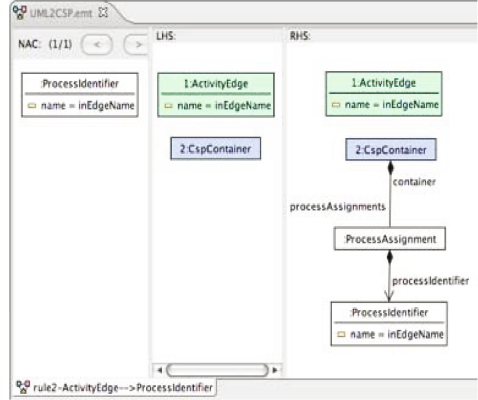 UML2CSP.emt
NAC: (1/1) < >
:ProcessIdentifier
name = inEdgeName
LHS:
1:ActivityEdge
name = inEdgeName
2:CspContainer
RHS:
1:ActivityEdge
name = inEdgeName
2:CspContainer
container
processAssignments
:ProcessAssignment
processIdentifier
:ProcessIdentifier
name = inEdgeName
rule2-ActivityEdge-->ProcessIdentifier